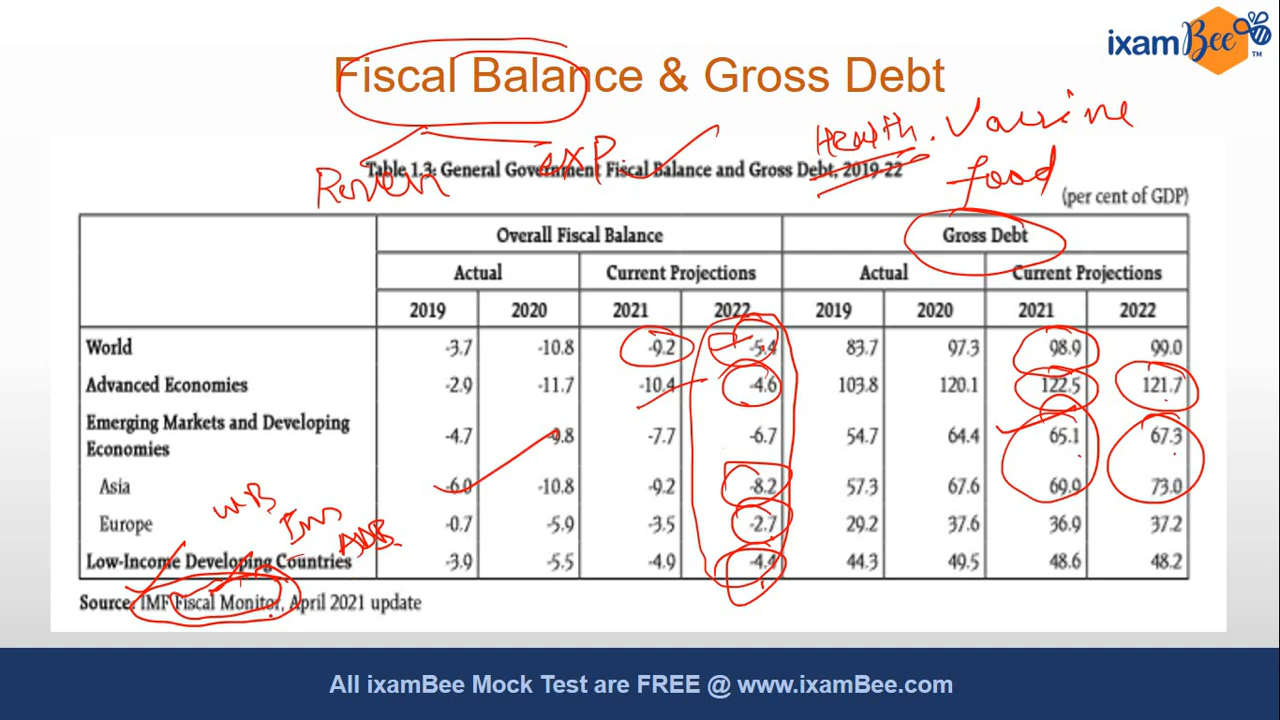 ixamBee™
Fiscal Balance & Gross Debt
Health. Vaccine
exp.
food
Table 1.3: General Government Fiscal Balance and Gross Debt, 2019-22
(per cent of GDP)
Overall Fiscal Balance Gross Debt
Actual Current Projections Actual Current Projections
2019 2020 2021 2022 2019 2020 2021 2022
World -3.7 -10.8 -9.2 -5.4 83.7 97.3 98.9 99.0
Advanced Economies -2.9 -11.7 -10.4 -4.6 103.8 120.1 122.5 121.7
Emerging Markets and Developing
Economies -4.7 -9.8 -7.7 -6.7 54.7 64.4 65.1 67.3
Asia -6.0 -10.8 -9.2 -8.2 57.3 67.6 69.9 73.0
WB
Europe -0.7 -5.9 -3.5 -2.7 29.2 37.6 36.9 37.2
ADB
Low-Income Developing Countries -3.9 -5.5 -4.9 -4.4 44.3 49.5 48.6 48.2
Source: IMF Fiscal Monitor, April 2021 update
All ixamBee Mock Test are FREE @ www.ixamBee.com